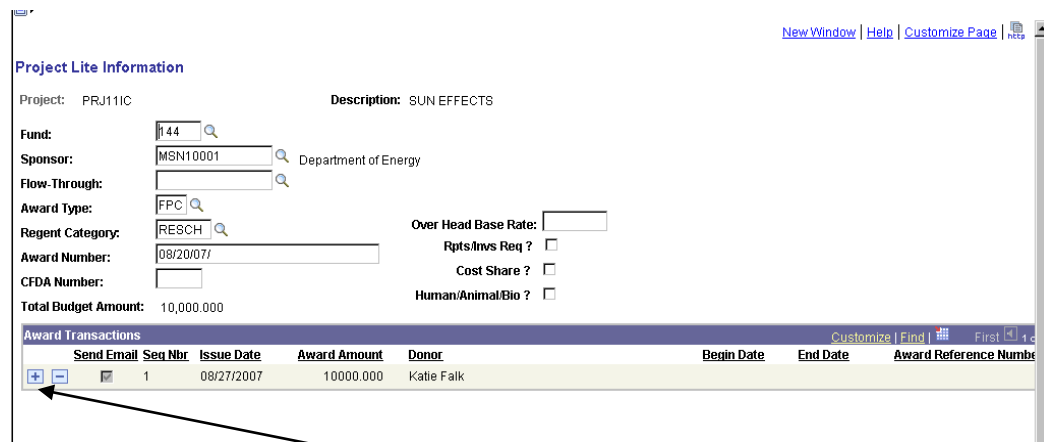 New Window | Help | Customize Page | http
Project Lite Information
Project: PRJ11IC Description: SUN EFFECTS
Fund: 144
Sponsor: MSN10001 Department of Energy
Flow-Through:
Award Type: FPC
Regent Category: RESCH Over Head Base Rate:
Award Number: 08/20/07/ Rpts/Invs Req ?
CFDA Number: Cost Share ?
Total Budget Amount: 10,000.000 Human/Animal/Bio ?
Award Transactions Customize | Find | First 1
Send Email Seq Nbr Issue Date Award Amount Donor Begin Date End Date Award Reference Numbe
1 08/27/2007 10000.000 Katie Falk